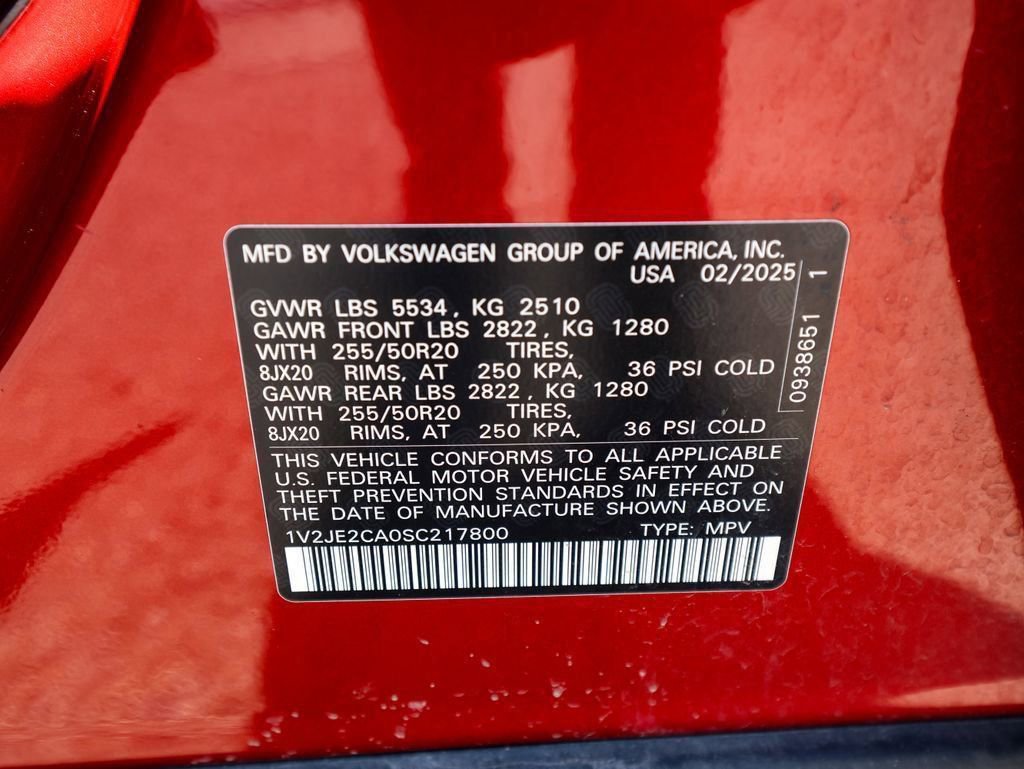 MFD BY VOLKSWAGEN GROUP OF AMERICA, INC.
USA 02/2025
GVWR LBS 5534, KG 2510
GAWR FRONT LBS 2822, KG 1280
WITH 255/50R20 TIRES,
8JX20 RIMS, AT 250 KPA, 36 PSI COLD
GAWR REAR LBS 2822, KG 1280
WITH 255/50R20 TIRES,
8JX20 RIMS, AT 250 KPA, 36 PSI COLD
0938651 1
THIS VEHICLE CONFORMS TO ALL APPLICABLE
U.S. FEDERAL MOTOR VEHICLE SAFETY AND
THEFT PREVENTION STANDARDS IN EFFECT ON
THE DATE OF MANUFACTURE SHOWN ABOVE.
1V2JE2CA0SC217800 TYPE: MPV